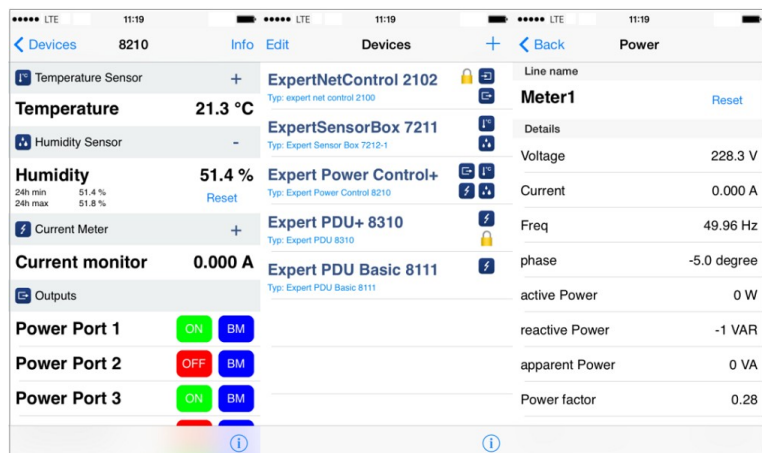 LTE 11:19
Devices 8210 Info
Temperature Sensor +
Temperature 21.3 °C
Humidity Sensor -
Humidity 51.4 %
24h min 51.4 %
24h max 51.8 %
Reset
Current Meter +
Current monitor 0.000 A
Outputs
Power Port 1 ON BM
Power Port 2 OFF BM
Power Port 3 ON BM
LTE 11:19
Edit Devices +
ExpertNetControl 2102
Typ: expert net control 2100
ExpertSensorBox 7211
Typ: Expert Sensor Box 7212-1
Expert Power Control+
Typ: Expert Power Control 8210
Expert PDU+ 8310
Typ: Expert PDU 8310
Expert PDU Basic 8111
Typ: Expert PDU Basic 8111
LTE 11:19
Back Power
Line name
Meter1 Reset
Details
Voltage 228.3 V
Current 0.000 A
Freq 49.96 Hz
phase -5.0 degree
active Power 0 W
reactive Power -1 VAR
apparent Power 0 VA
Power factor 0.28